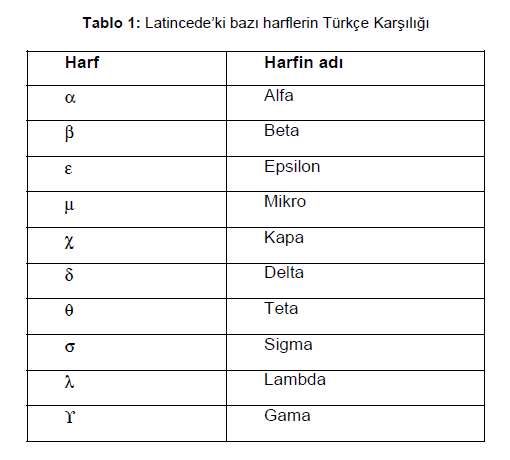 Tablo 1: Latincede’ki bazı harflerin Türkçe Karşılığı
Harf Harfin adı
α Alfa
β Beta
ε Epsilon
μ Mikro
χ Kapa
δ Delta
θ Teta
σ Sigma
λ Lambda
ϒ Gama